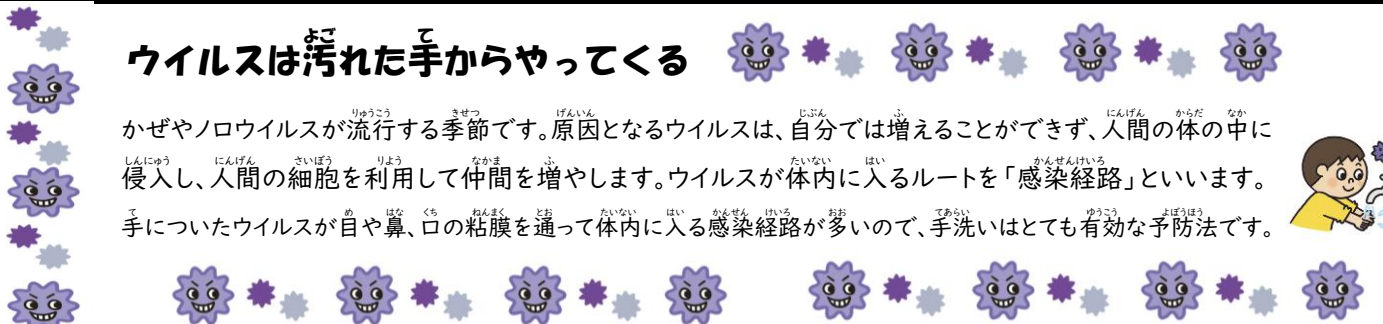 ウイルスは汚れた手からやってくる
かぜやノロウイルスが流行する季節です。原因となるウイルスは、自分では増えることができず、人間の体の中に
侵入し、人間の細胞を利用して仲間を増やします。ウイルスが体内に入るルートを「感染経路」といいます。
手についたウイルスが目や鼻、口の粘膜を通って体内に入る感染経路が多いので、手洗いはとても有効な予防法です。